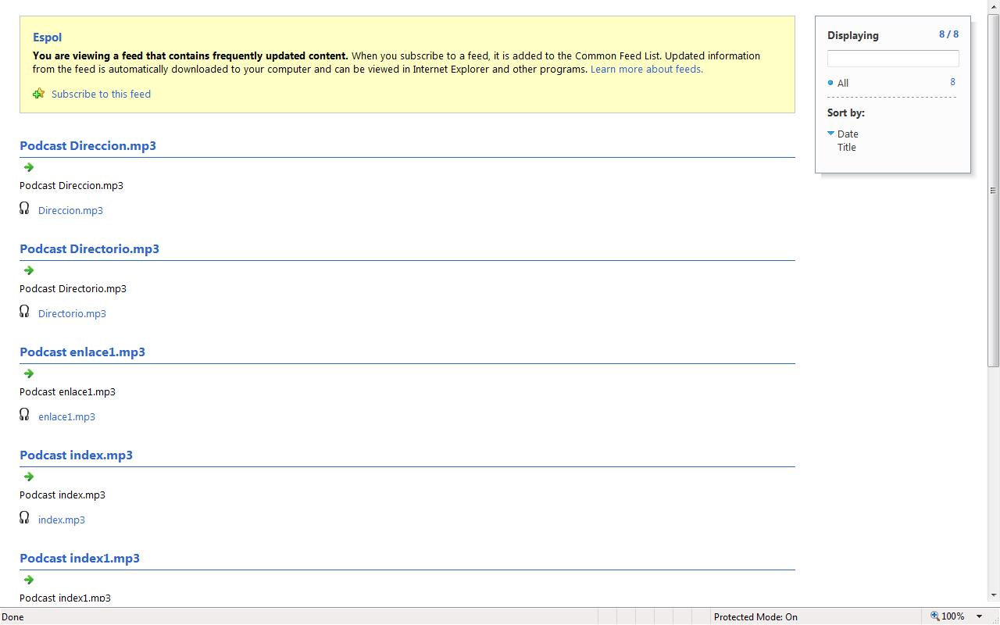 Espol
You are viewing a feed that contains frequently updated content. When you subscribe to a feed, it is added to the Common Feed List. Updated information
from the feed is automatically downloaded to your computer and can be viewed in Internet Explorer and other programs. Learn more about feeds.
Subscribe to this feed
Displaying 8 / 8
All 8
Sort by:
Date
Title
Podcast Direccion.mp3
Podcast Direccion.mp3
Direccion.mp3
Podcast Directorio.mp3
Podcast Directorio.mp3
Directorio.mp3
Podcast enlace1.mp3
Podcast enlace1.mp3
enlace1.mp3
Podcast index.mp3
Podcast index.mp3
index.mp3
Podcast index1.mp3
Podcast index1.mp3
Done Protected Mode: On 100%